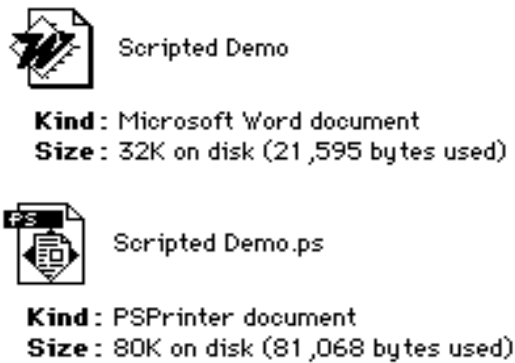 Scripted Demo
Kind: Microsoft Word document
Size: 32K on disk (21,595 bytes used)
PS
Scripted Demo.ps
Kind: PSPrinter document
Size: 80K on disk (81,068 bytes used)